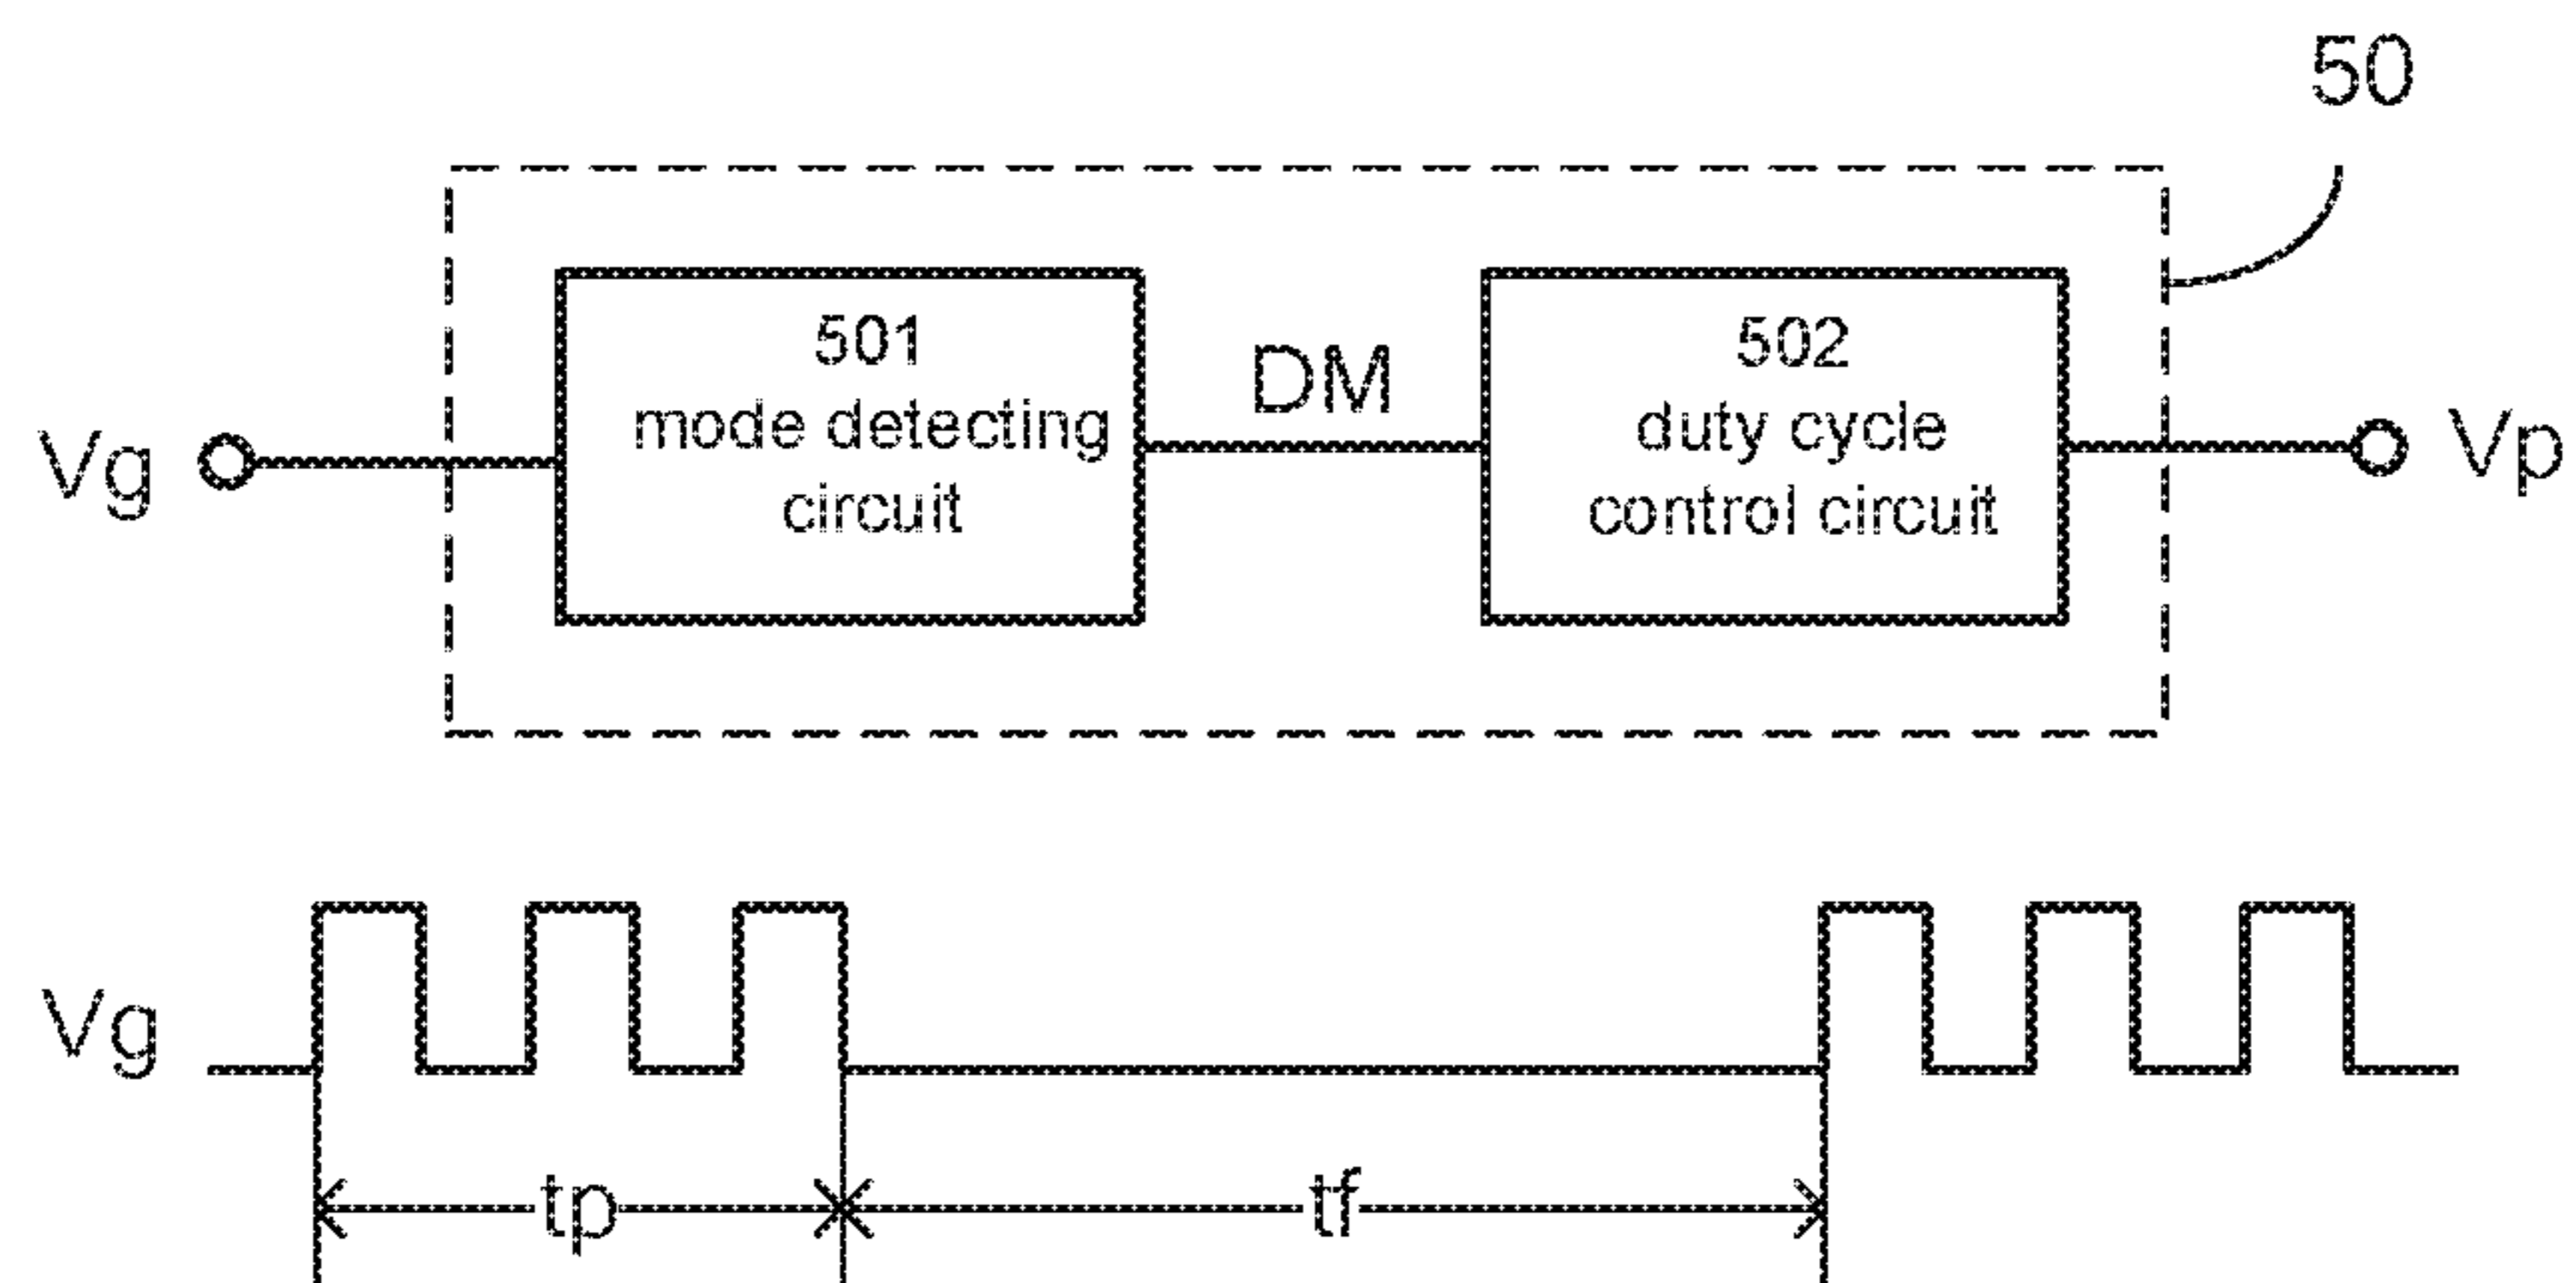 50
501
mode detecting
circuit
DM
502
duty cycle
control circuit
Vg
Vp
Vg
tp
tf